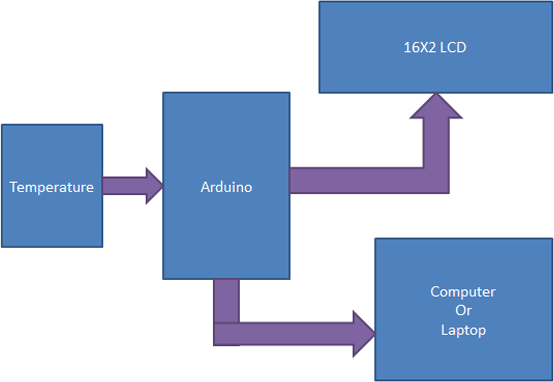 16X2 LCD
Temperature
Arduino
Computer
Or
Laptop